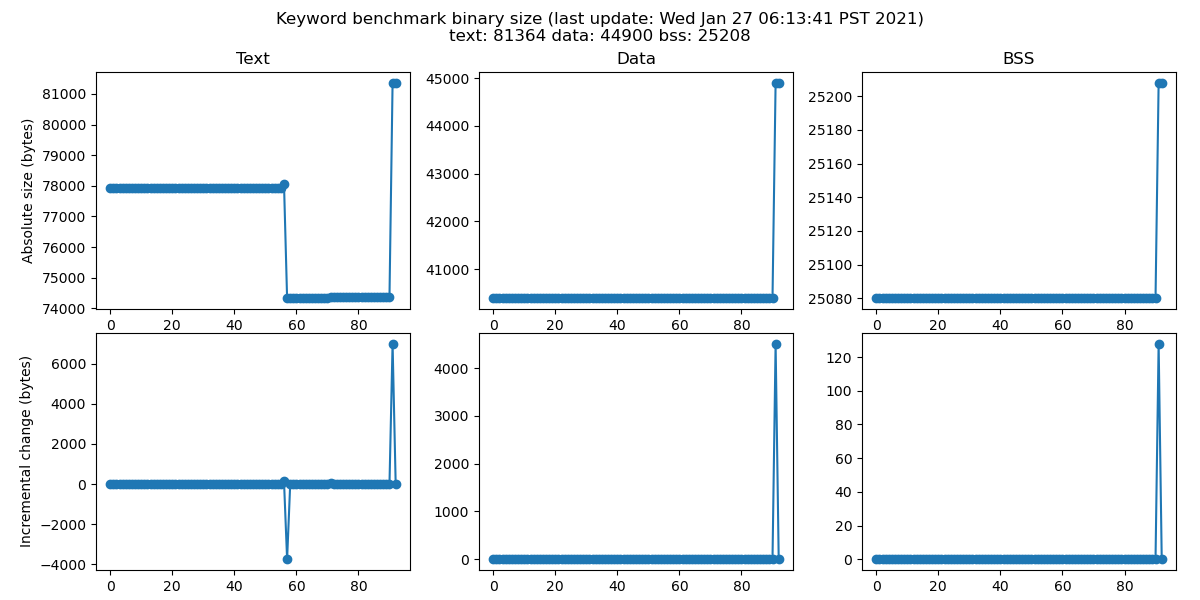 Keyword benchmark binary size (last update: Wed Jan 27 06:13:41 PST 2021)
text: 81364 data: 44900 bss: 25208
Text
Absolute size (bytes)
81000
80000
79000
78000
77000
76000
75000
74000
0 20 40 60 80
Data
45000
44000
43000
42000
41000
0 20 40 60 80
BSS
25200
25180
25160
25140
25120
25100
25080
0 20 40 60 80
Incremental change (bytes)
6000
4000
2000
0
−2000
−4000
0 20 40 60 80
4000
3000
2000
1000
0
0 20 40 60 80
120
100
80
60
40
20
0
0 20 40 60 80